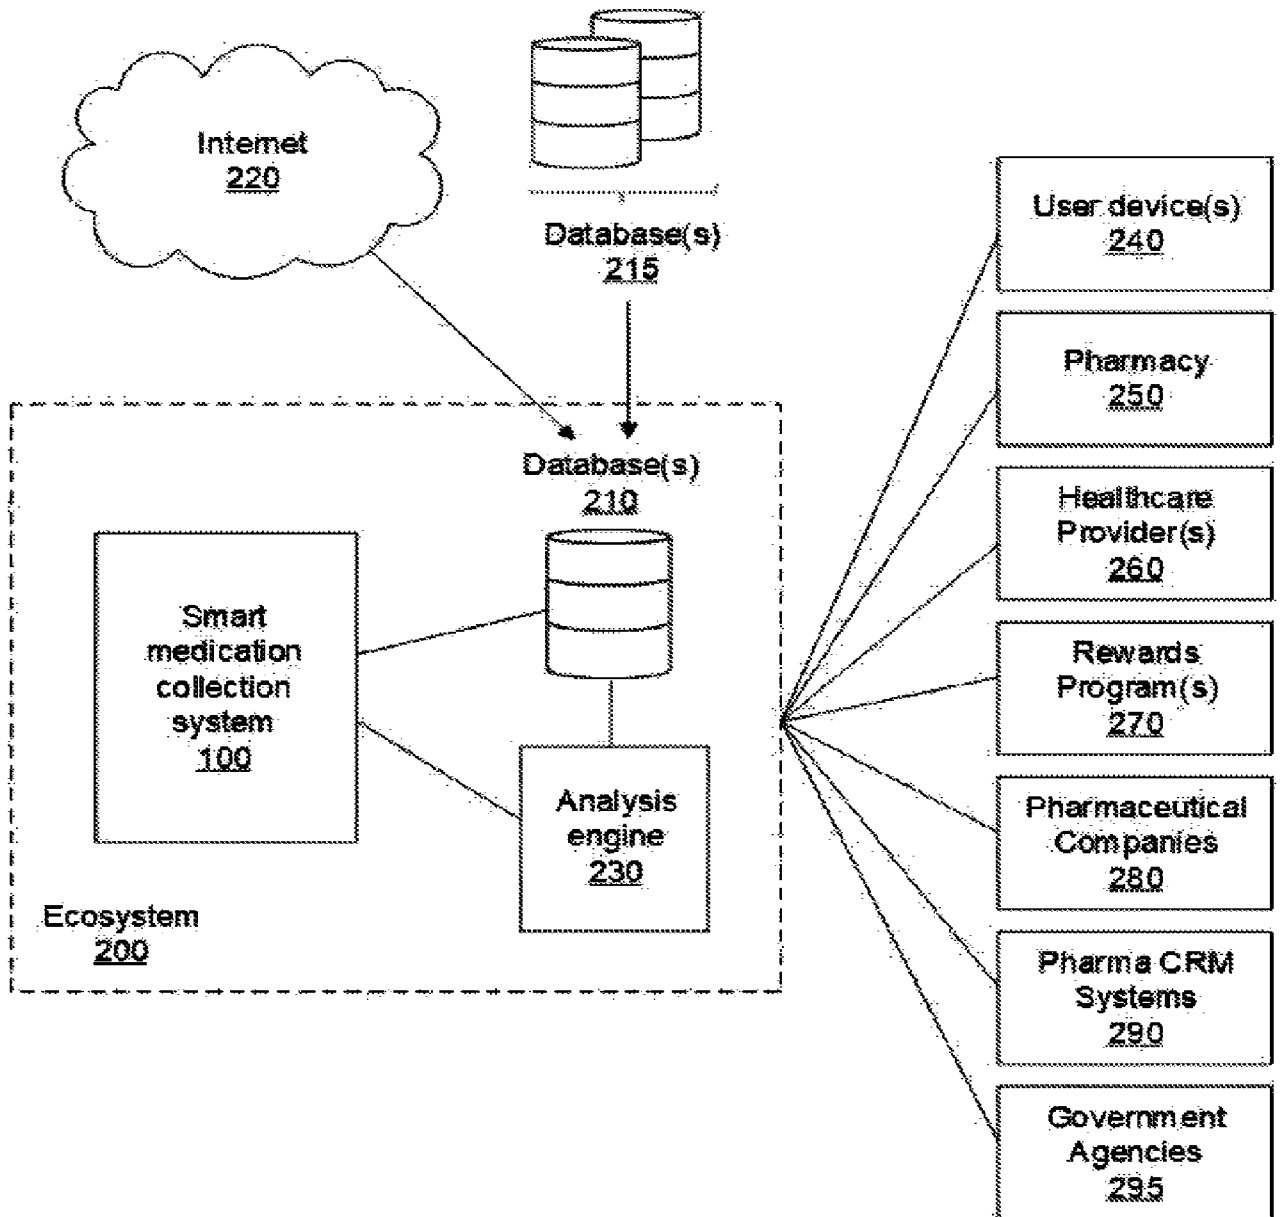 Internet
220
Database(s)
215
User device(s)
240
Pharmacy
250
Healthcare
Provider(s)
260
Rewards
Program(s)
270
Pharmaceutical
Companies
280
Pharma CRM
Systems
290
Government
Agencies
295
Database(s)
210
Smart
medication
collection
system
100
Analysis
engine
230
Ecosystem
200